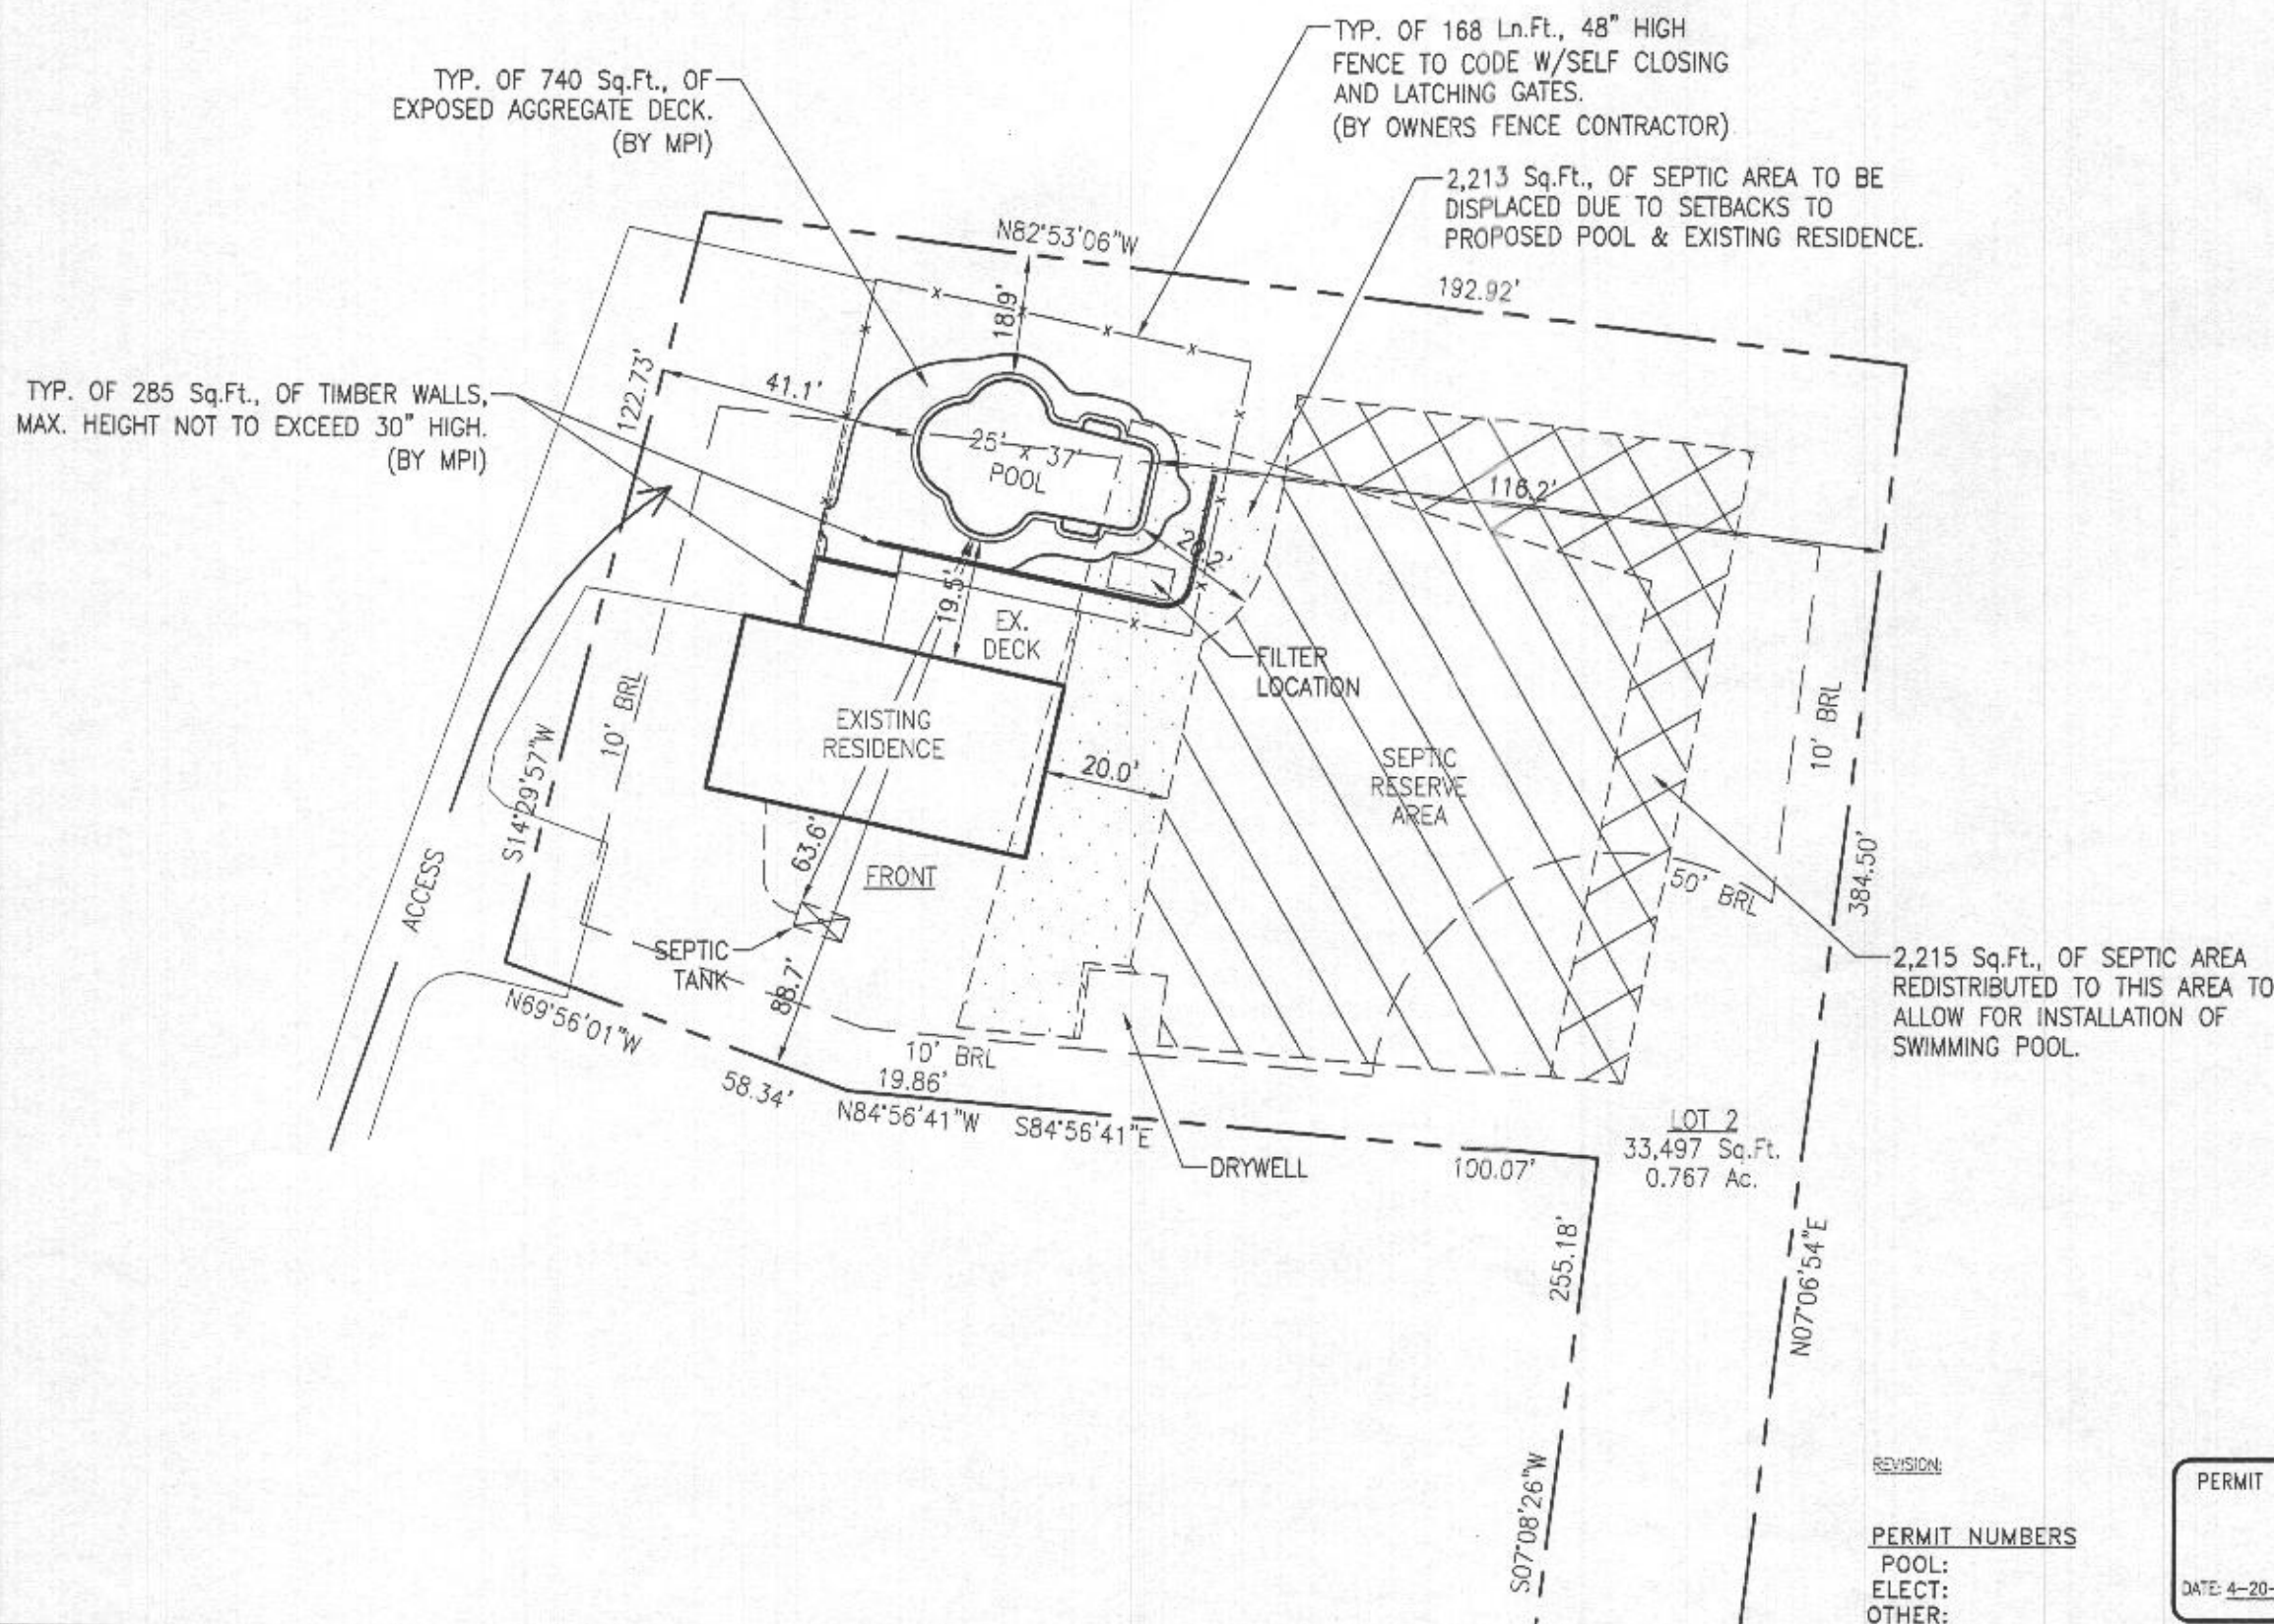 TYP. OF 168 Ln.Ft., 48" HIGH
FENCE TO CODE W/SELF CLOSING
AND LATCHING GATES.
(BY OWNERS FENCE CONTRACTOR)
TYP. OF 740 Sq.Ft., OF
EXPOSED AGGREGATE DECK.
(BY MPI)
2,213 Sq.Ft., OF SEPTIC AREA TO BE
DISPLACED DUE TO SETBACKS TO
PROPOSED POOL & EXISTING RESIDENCE.
N82°53'06"W
192.92'
18.9'
122.73'
41.1'
TYP. OF 285 Sq.Ft., OF TIMBER WALLS,
MAX. HEIGHT NOT TO EXCEED 30" HIGH.
(BY MPI)
25' x 37'
POOL
116.2'
20.2'
19.5'
EX.
DECK
FILTER
LOCATION
10' BRL
EXISTING
RESIDENCE
20.0'
SEPTIC
RESERVE
AREA
10' BRL
S14°29'57"W
63.6'
FRONT
ACCESS
50' BRL
384.50'
SEPTIC
TANK
88.7'
2,215 Sq.Ft., OF SEPTIC AREA
REDISTRIBUTED TO THIS AREA TO
ALLOW FOR INSTALLATION OF
SWIMMING POOL.
N69°56'01"W
58.34'
10' BRL
19.86'
N84°56'41"W
S84°56'41"E
DRYWELL
100.07'
LOT 2
33,497 Sq.Ft.
0.767 Ac.
255.18'
N07°06'54"E
S07°08'26"W
REVISION:
PERMIT
PERMIT NUMBERS
POOL:
ELECT:
OTHER:
DATE: 4-20-